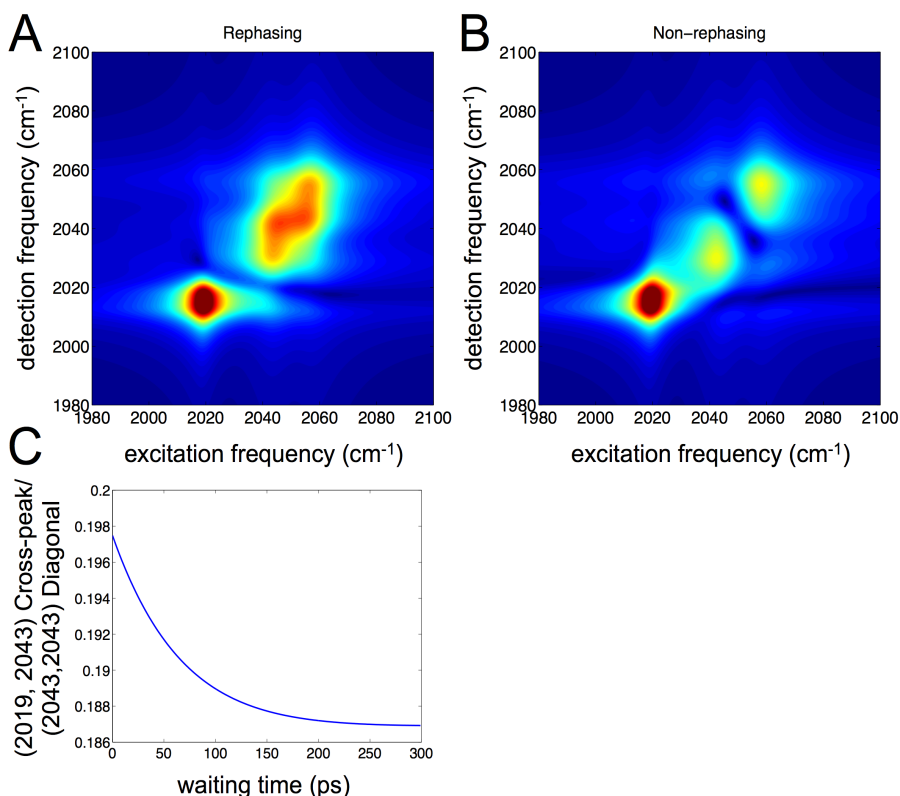 A
Rephasing
2100
2080
2060
2040
2020
2000
1980
1980 2000 2020 2040 2060 2080 2100
detection frequency (cm-1)
excitation frequency (cm-1)
B
Non-rephasing
2100
2080
2060
2040
2020
2000
1980
1980 2000 2020 2040 2060 2080 2100
detection frequency (cm-1)
excitation frequency (cm-1)
C
(2019, 2043) Cross-peak/
(2043,2043) Diagonal
0.2
0.198
0.196
0.194
0.192
0.19
0.188
0.186
0 50 100 150 200 250 300
waiting time (ps)